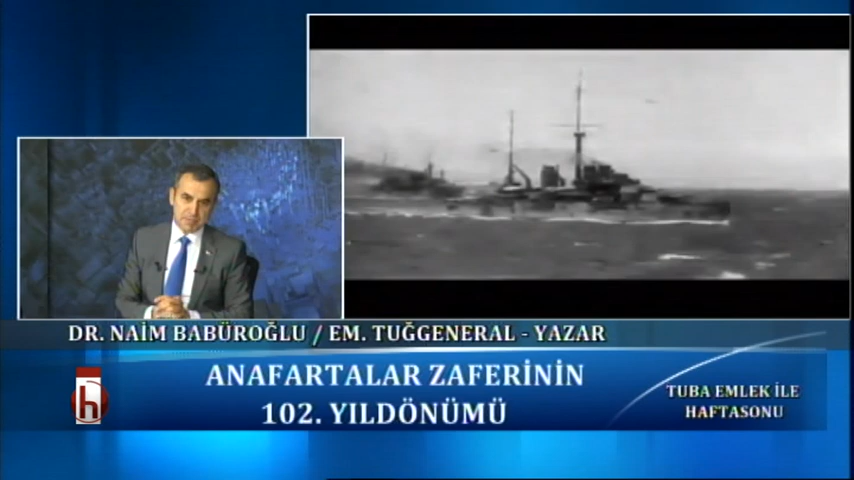 DR. NAİM BABÜROĞLU / EM. TUĞGENERAL - YAZAR
ANAFARTALAR ZAFERİNİN
102. YILDÖNÜMÜ
h
TUBA EMLEK İLE
HAFTASONU